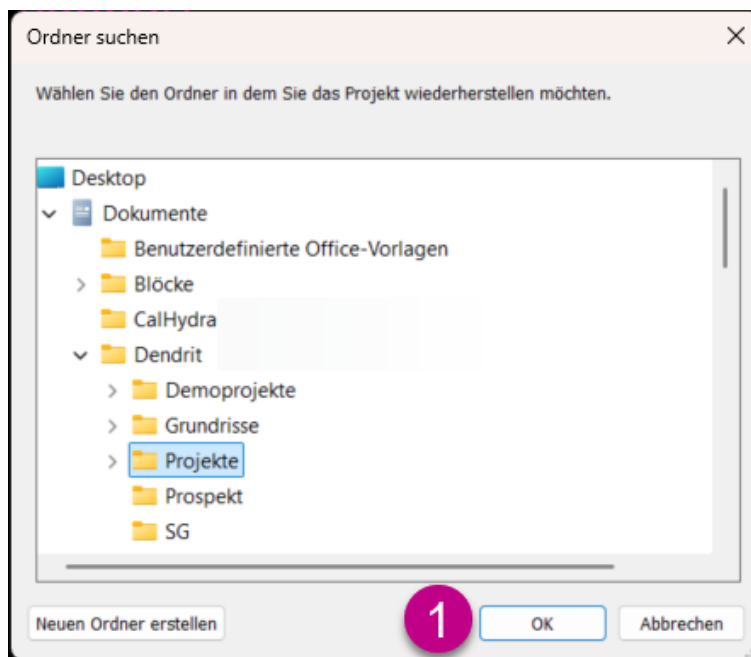 Ordner suchen
Wählen Sie den Ordner in dem Sie das Projekt wiederherstellen möchten.
Desktop
Dokumente
Benutzerdefinierte Office-Vorlagen
Blöcke
CalHydra
Dendrit
Demoprojekte
Grundrisse
Projekte
Prospekt
SG
Neuen Ordner erstellen
1
OK
Abbrechen